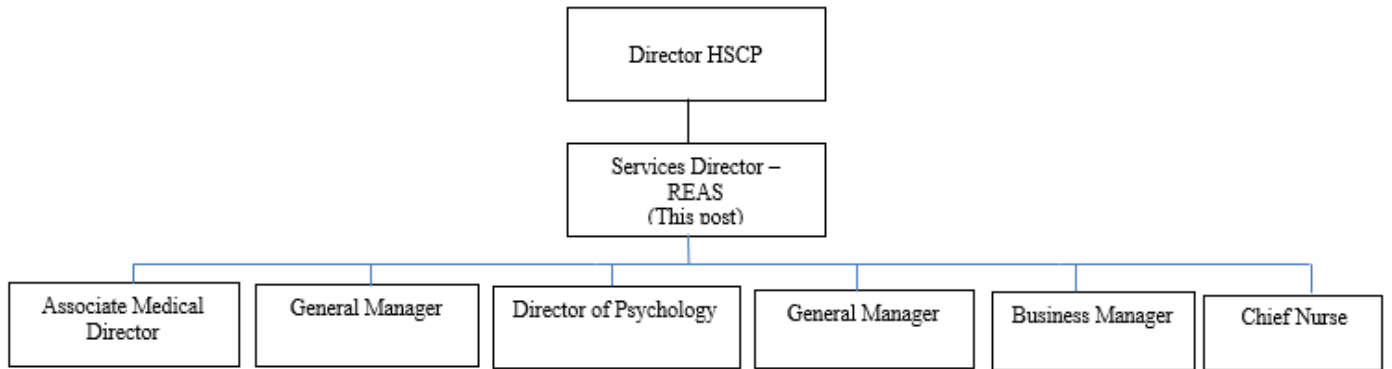 Director HSCP
Services Director –
REAS
(This post)
Associate Medical
Director
General Manager
Director of Psychology
General Manager
Business Manager
Chief Nurse